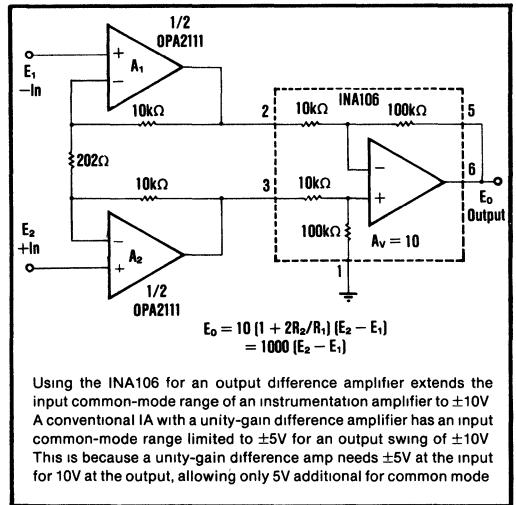 1/2
OPA2111
+
A1
E1
−In
−
10kΩ
2
INA106
10kΩ
100kΩ
5
202Ω
−
6
10kΩ
3
10kΩ
+
E0
Output
E2
+In
−
A2
+
100kΩ
AV = 10
1
1/2
OPA2111
E0 = 10 (1 + 2R2/R1) (E2 − E1)
= 1000 (E2 − E1)
Using the INA106 for an output difference amplifier extends the
input common-mode range of an instrumentation amplifier to ±10V
A conventional IA with a unity-gain difference amplifier has an input
common-mode range limited to ±5V for an output swing of ±10V
This is because a unity-gain difference amp needs ±5V at the input
for 10V at the output, allowing only 5V additional for common mode